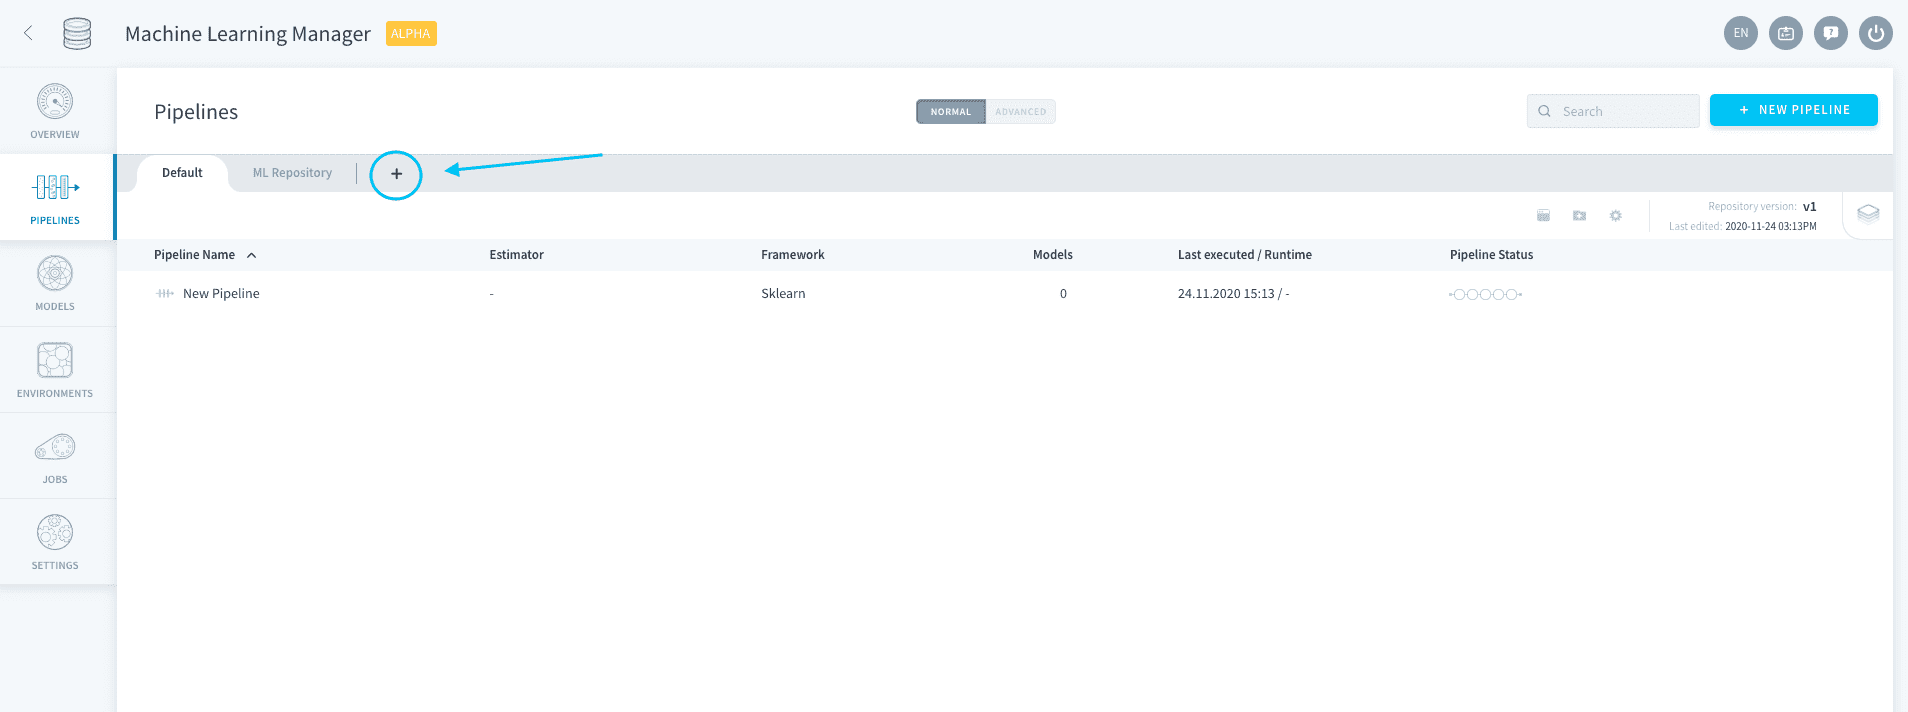 Machine Learning Manager ALPHA EN
OVERVIEW
PIPELINES
MODELS
ENVIRONMENTS
JOBS
SETTINGS
Pipelines NORMAL ADVANCED Search + NEW PIPELINE
Default ML Repository +
Repository version: v1
Last edited: 2020-11-24 03:13PM
Pipeline Name Estimator Framework Models Last executed / Runtime Pipeline Status
New Pipeline - Sklearn 0 24.11.2020 15:13 / -